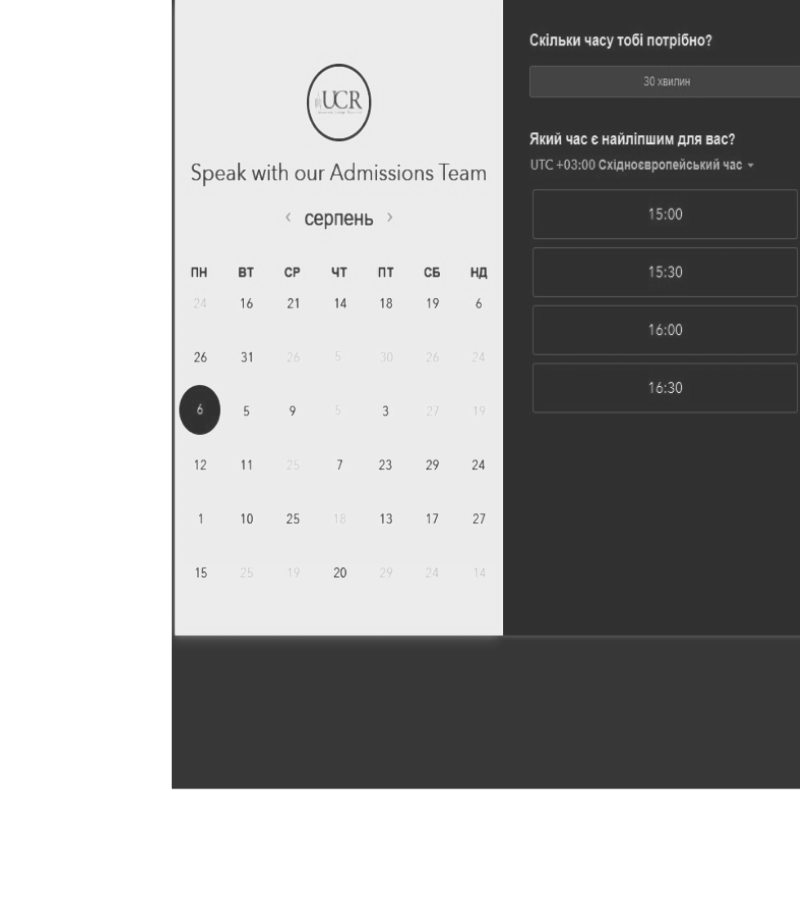 UCR
Speak with our Admissions Team
‹ серпень ›
ПН ВТ СР ЧТ ПТ СБ НД
24 16 21 14 18 19 6
26 31 26 5 30 26 24
6 5 9 5 3 27 19
12 11 25 7 23 29 24
1 10 25 18 13 17 27
15 25 19 20 29 24 14
Скільки часу тобі потрібно?
30 хвилин
Який час є найліпшим для вас?
UTC +03:00 Східноєвропейський час
15:00
15:30
16:00
16:30